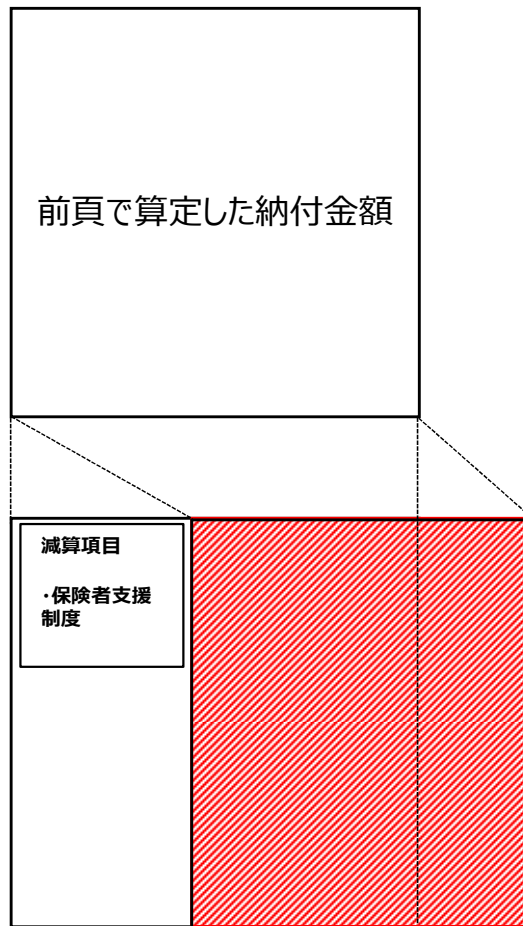 前頁で算定した納付金額
減算項目
・保険者支援
制度